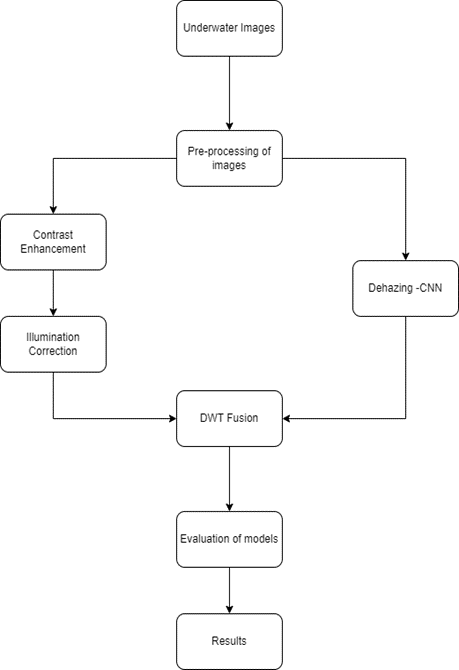 Underwater Images
Pre-processing of
images
Contrast
Enhancement
Dehazing -CNN
Illumination
Correction
DWT Fusion
Evaluation of models
Results